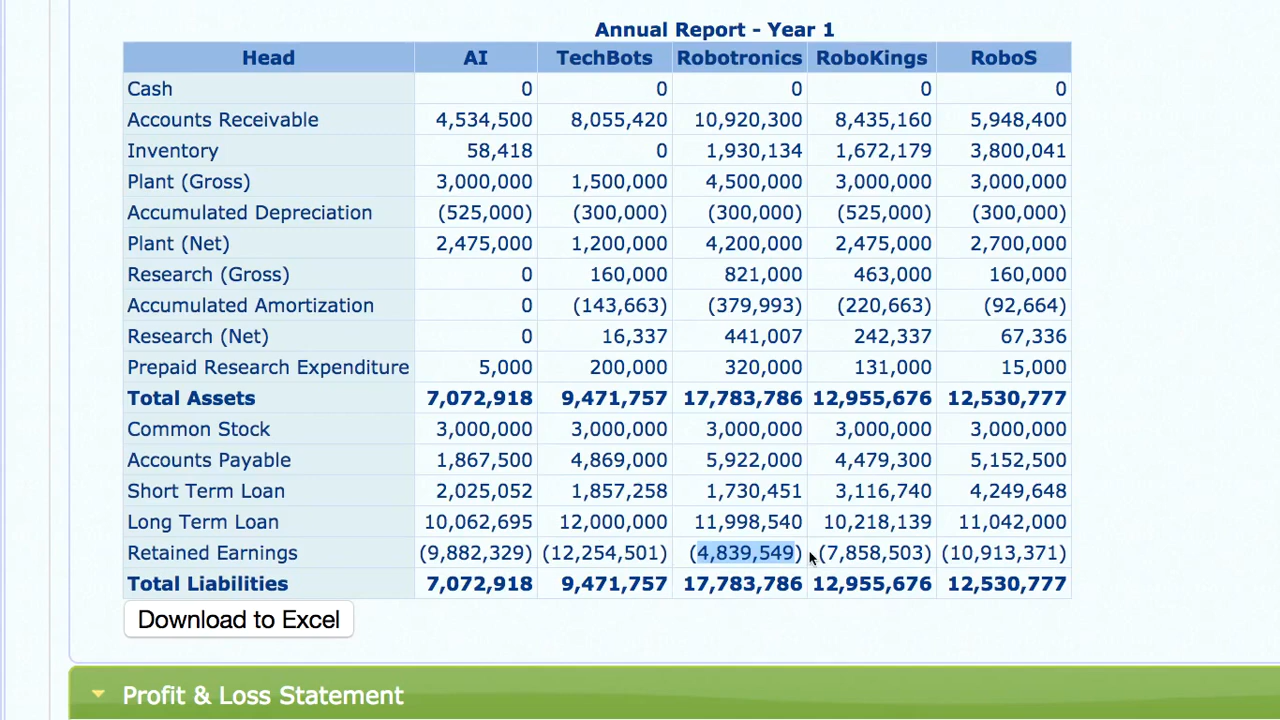 Annual Report - Year 1
Head AI TechBots Robotronics RoboKings RoboS
Cash 0 0 0 0 0
Accounts Receivable 4,534,500 8,055,420 10,920,300 8,435,160 5,948,400
Inventory 58,418 0 1,930,134 1,672,179 3,800,041
Plant (Gross) 3,000,000 1,500,000 4,500,000 3,000,000 3,000,000
Accumulated Depreciation (525,000) (300,000) (300,000) (525,000) (300,000)
Plant (Net) 2,475,000 1,200,000 4,200,000 2,475,000 2,700,000
Research (Gross) 0 160,000 821,000 463,000 160,000
Accumulated Amortization 0 (143,663) (379,993) (220,663) (92,664)
Research (Net) 0 16,337 441,007 242,337 67,336
Prepaid Research Expenditure 5,000 200,000 320,000 131,000 15,000
Total Assets 7,072,918 9,471,757 17,783,786 12,955,676 12,530,777
Common Stock 3,000,000 3,000,000 3,000,000 3,000,000 3,000,000
Accounts Payable 1,867,500 4,869,000 5,922,000 4,479,300 5,152,500
Short Term Loan 2,025,052 1,857,258 1,730,451 3,116,740 4,249,648
Long Term Loan 10,062,695 12,000,000 11,998,540 10,218,139 11,042,000
Retained Earnings (9,882,329) (12,254,501) (4,839,549) (7,858,503) (10,913,371)
Total Liabilities 7,072,918 9,471,757 17,783,786 12,955,676 12,530,777
Download to Excel
Profit & Loss Statement